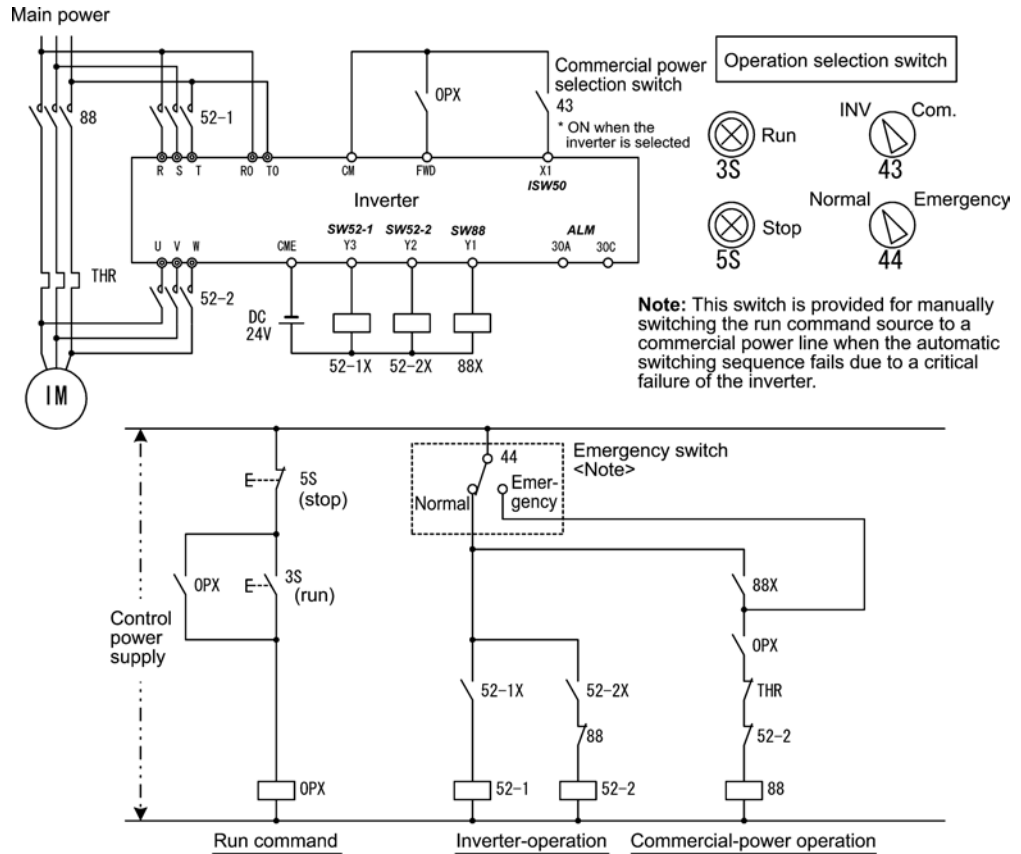 Main power
88
52-1
OPX
Commercial power
selection switch
43
* ON when the
inverter is selected
Operation selection switch
Run
3S
INV
Com.
43
Stop
5S
Normal
Emergency
44
R S T R0 T0 CM FWD X1
ISW50
Inverter
SW52-1 SW52-2 SW88 ALM
U V W CME Y3 Y2 Y1 30A 30C
THR
52-2
DC
24V
52-1X 52-2X 88X
IM
Note: This switch is provided for manually
switching the run command source to a
commercial power line when the automatic
switching sequence fails due to a critical
failure of the inverter.
44
Emergency switch
<Note>
5S
(stop)
Normal
Emer-
gency
OPX
3S
(run)
88X
Control
power
supply
OPX
52-1X
52-2X
THR
88
52-2
OPX
52-1
52-2
88
Run command
Inverter-operation
Commercial-power operation